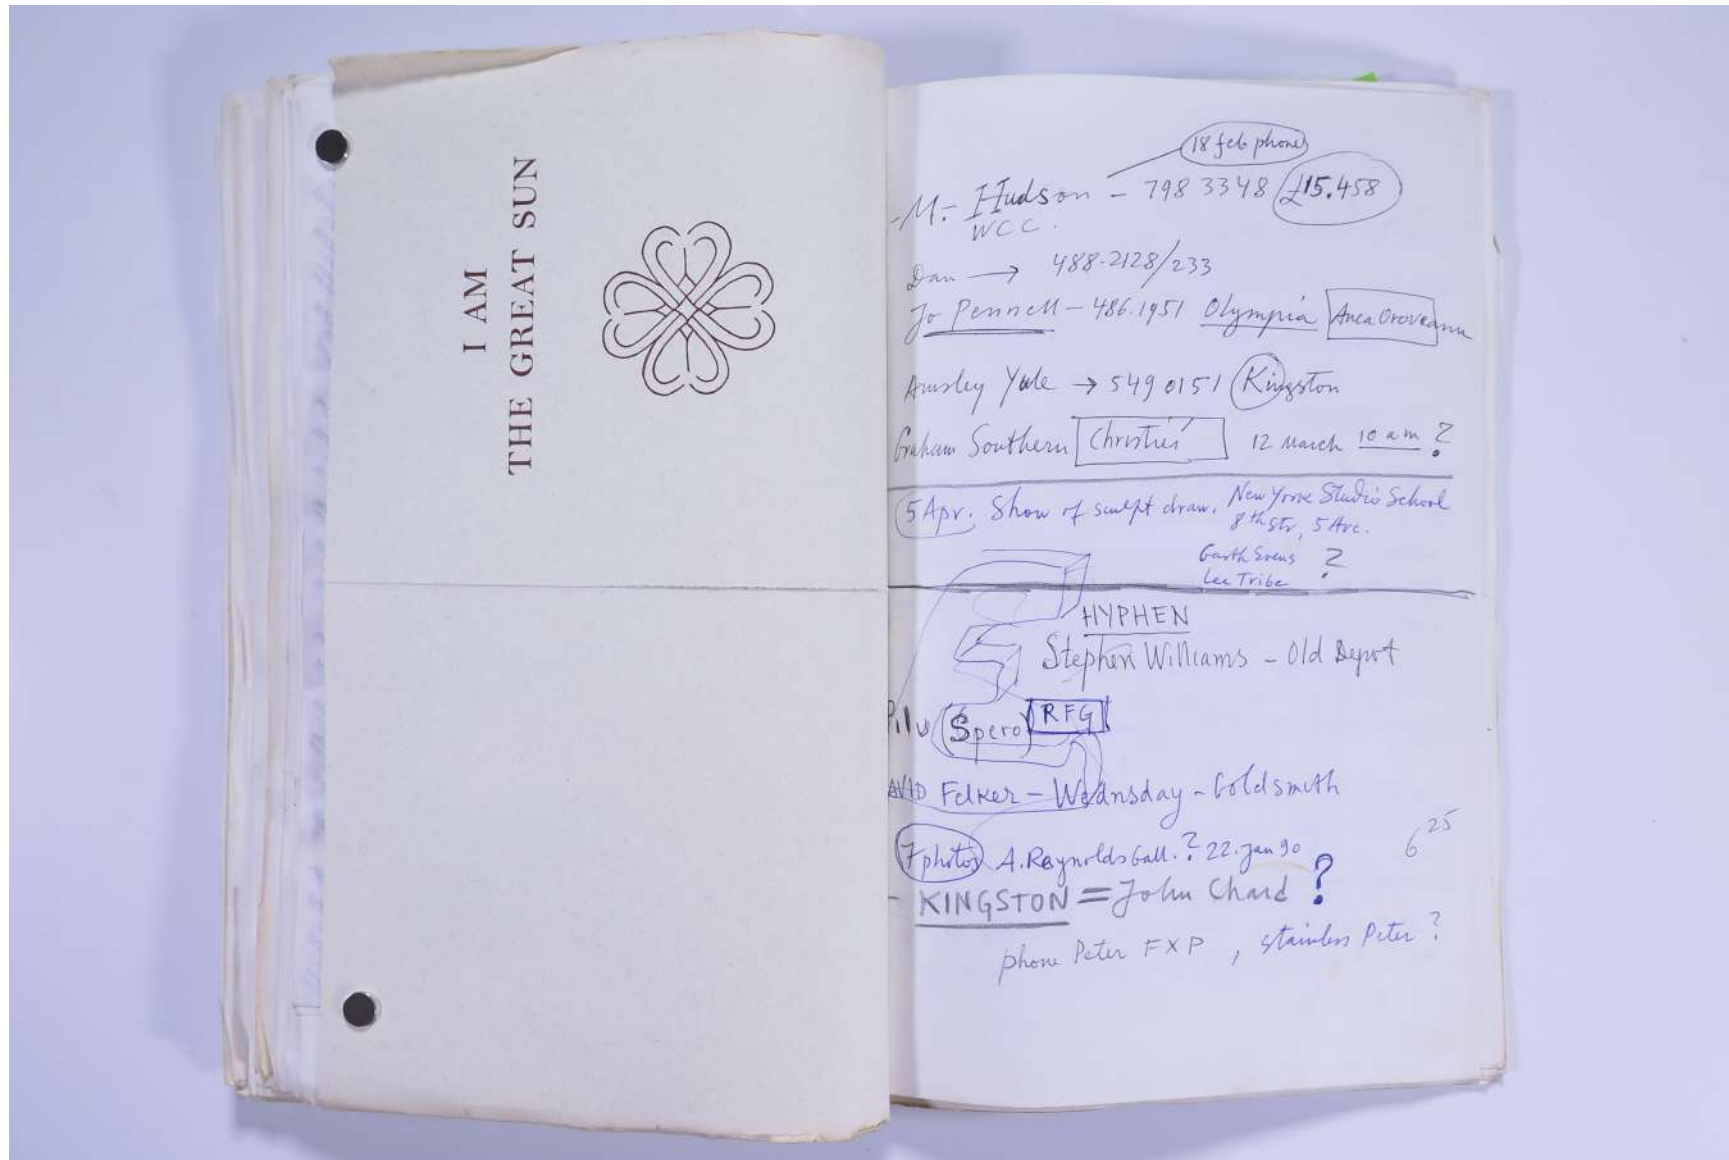 I AM
THE GREAT SUN
18 feb phone
-M.- Hudson - 798 3348 £15.458
WCC.
Dan → 488-2128/233
Jo Pennell - 486.1951 Olympia Anca Oroveanu
Yale → 549 0151 Kingston
Graham Southern Christies' 12 March 10 am ?
5 Apr. Show of sculpt draw. New York Studio School
8th Str, 5 Ave.
Garth Evens ?
Lee Tribe
HYPHEN
Stephen Williams - Old Depot
(Spero) RFG
AVID Felker - Wednsday - Goldsmith
7 photos A. Reynolds Gall. ? 22. Jan 90
6 25
- KINGSTON = John Chard ?
phone Peter FXP, stainless Peter ?